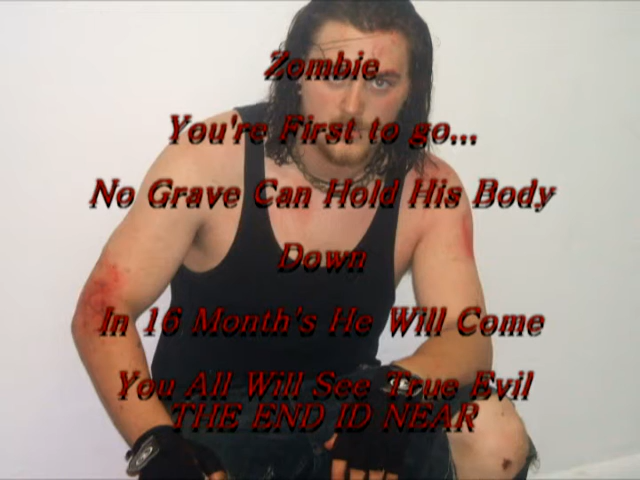 Zombie
You're First to go...
No Grave Can Hold His Body
Down
In 16 Month's He Will Come
You All Will See True Evil
THE END ID NEAR